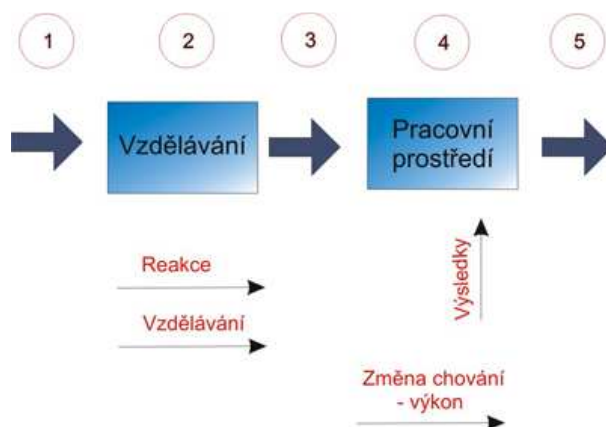 1
2
3
4
5
Vzdělávání
Pracovní
prostředí
Reakce
Vzdělávání
Výsledky
Změna chování
- výkon